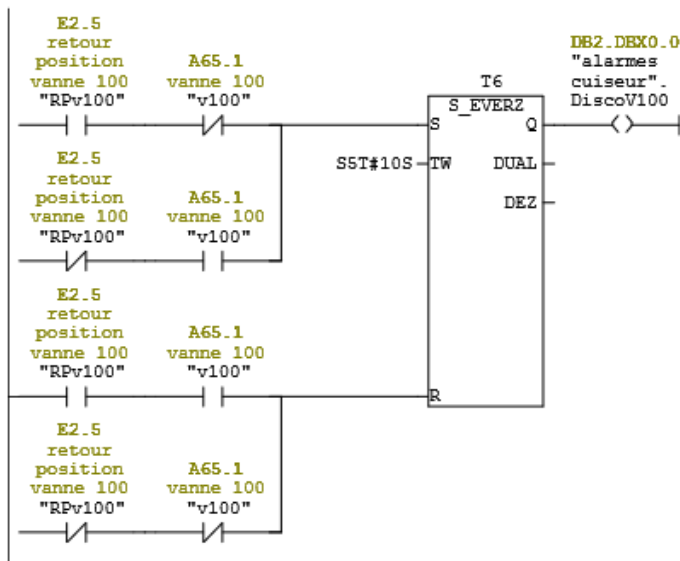 E2.5
retour
position
vanne 100
"RPv100"
A65.1
vanne 100
"v100"
T6
S_EVERZ
S
Q
S5T#10S
TW
DUAL
DEZ
R
DB2.DBX0.0
"alarmes
cuiseur".
DiscoV100
E2.5
retour
position
vanne 100
"RPv100"
A65.1
vanne 100
"v100"
E2.5
retour
position
vanne 100
"RPv100"
A65.1
vanne 100
"v100"
E2.5
retour
position
vanne 100
"RPv100"
A65.1
vanne 100
"v100"